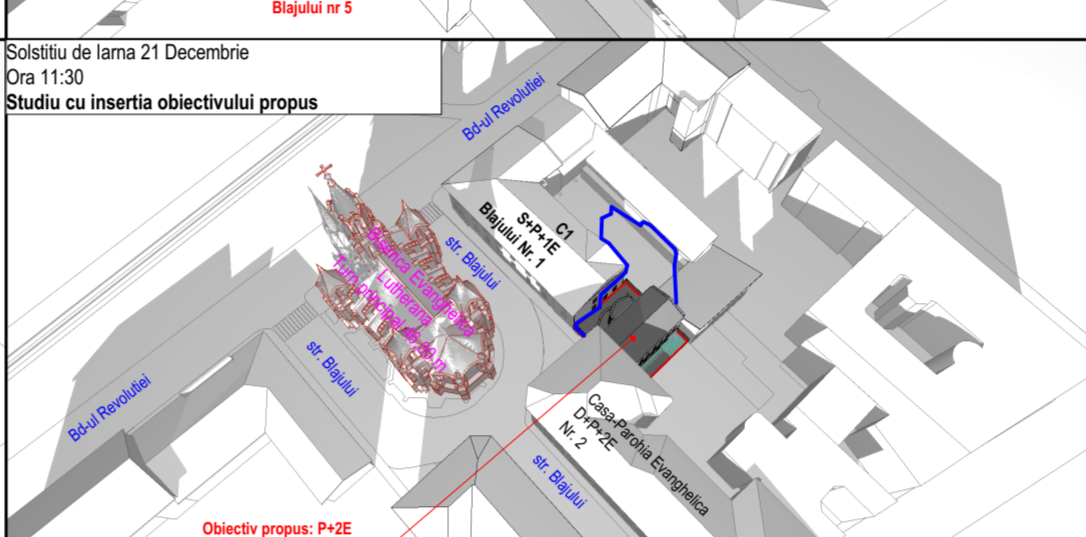 Blajului nr 5
Solstitiu de Iarna 21 Decembrie
Ora 11:30
Studiu cu insertia obiectivului propus
Bd-ul Revolutiei
C1
S+P+1E
Blajului Nr. 1
str. Blajului
Biserica Evanghelica
Lutherana
Turn principal
m
str. Blajului
Bd-ul Revolutiei
Casa-Parohia Evanghelica
D+P+2E
Nr. 2
str. Blajului
Obiectiv propus: P+2E